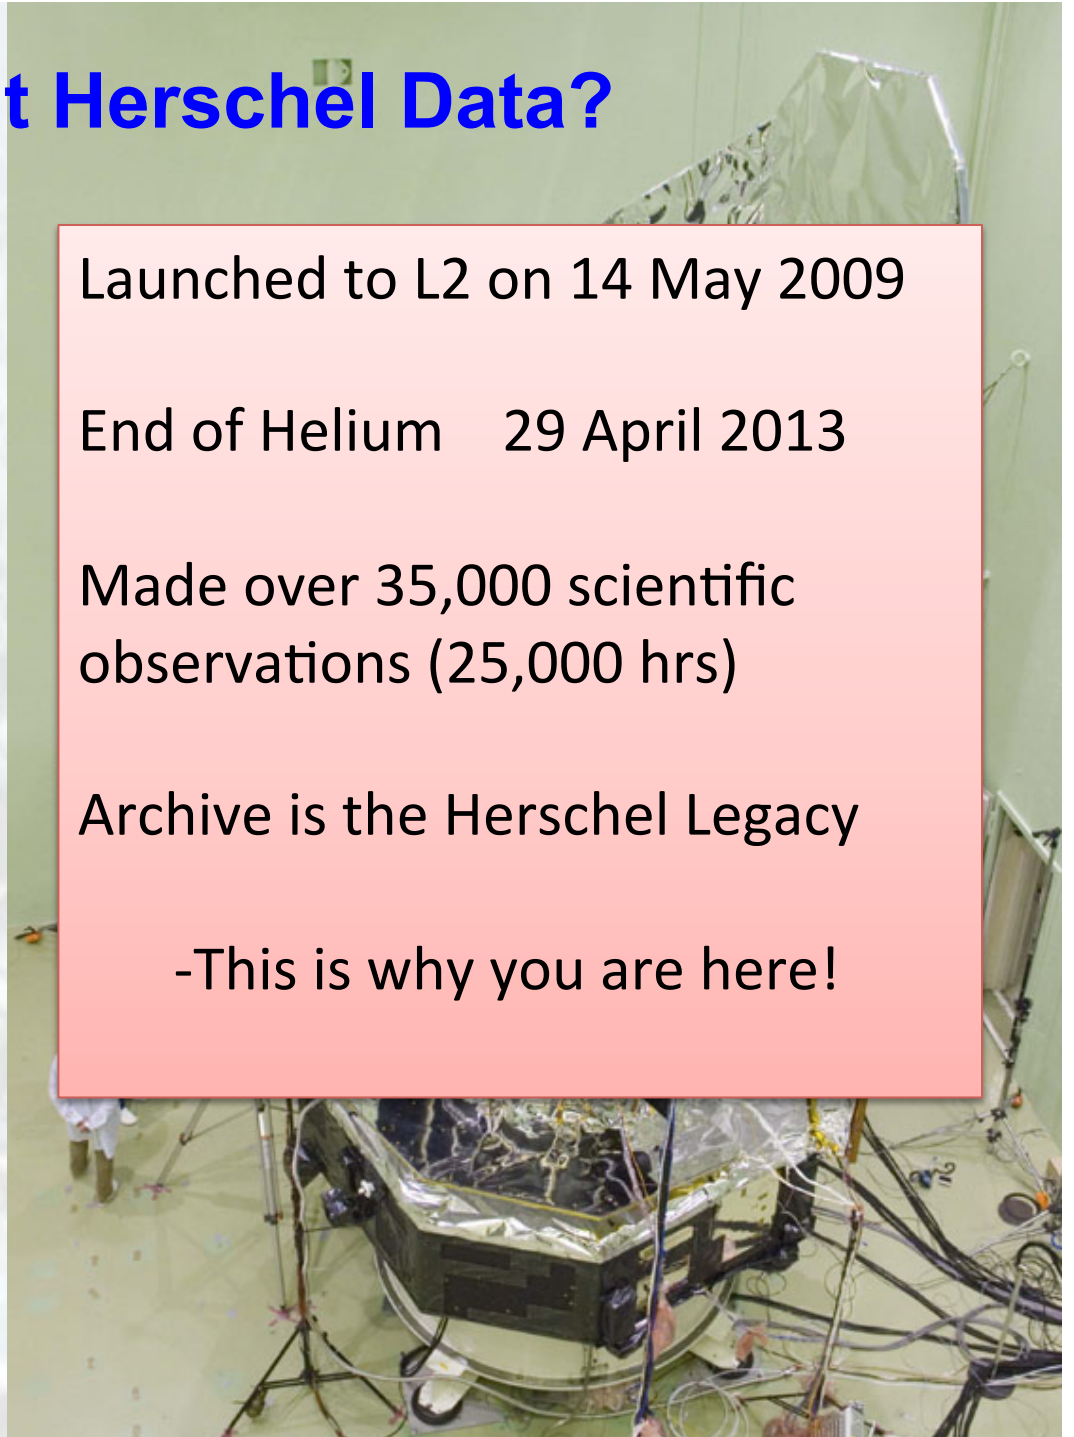 t Herschel Data?
Launched to L2 on 14 May 2009
End of Helium 29 April 2013
Made over 35,000 scientific
observations (25,000 hrs)
Archive is the Herschel Legacy
-This is why you are here!